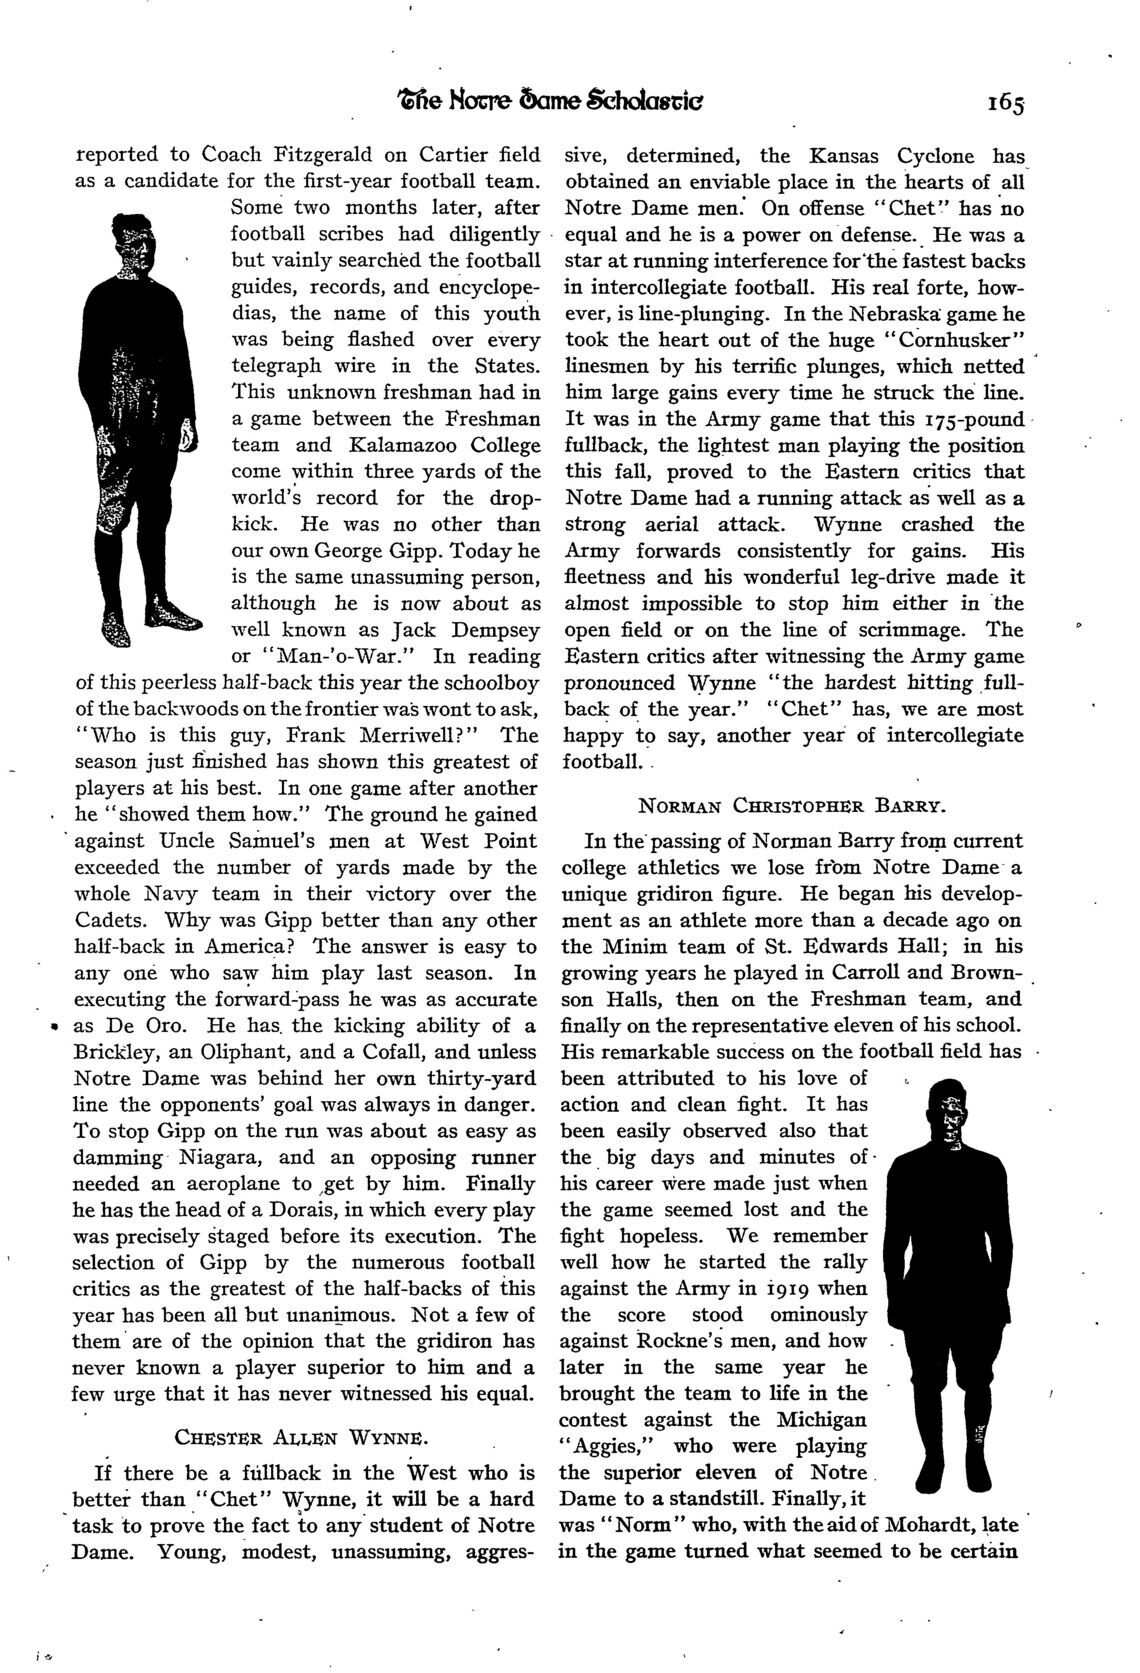 The Notre Dame Scholastic
165
reported to Coach Fitzgerald on Cartier field
as a candidate for the first-year football team.
Some two months later, after
football scribes had diligently
but vainly searched the football
guides, records, and encyclope-
dias, the name of this youth
was being flashed over every
telegraph wire in the States.
This unknown freshman had in
a game between the Freshman
team and Kalamazoo College
come within three yards of the
world's record for the drop-
kick. He was no other than
our own George Gipp. Today he
is the same unassuming person,
although he is now about as
well known as Jack Dempsey
or "Man-'o-War." In reading
of this peerless half-back this year the schoolboy
of the backwoods on the frontier was wont to ask,
"Who is this guy, Frank Merriwell?" The
season just finished has shown this greatest of
players at his best. In one game after another
he "showed them how." The ground he gained
against Uncle Samuel's men at West Point
exceeded the number of yards made by the
whole Navy team in their victory over the
Cadets. Why was Gipp better than any other
half-back in America? The answer is easy to
any one who saw him play last season. In
executing the forward-pass he was as accurate
as De Oro. He has the kicking ability of a
Brickley, an Oliphant, and a Cofall, and unless
Notre Dame was behind her own thirty-yard
line the opponents' goal was always in danger.
To stop Gipp on the run was about as easy as
damming Niagara, and an opposing runner
needed an aeroplane to get by him. Finally
he has the head of a Dorais, in which every play
was precisely staged before its execution. The
selection of Gipp by the numerous football
critics as the greatest of the half-backs of this
year has been all but unanimous. Not a few of
them are of the opinion that the gridiron has
never known a player superior to him and a
few urge that it has never witnessed his equal.
CHESTER ALLEN WYNNE.
If there be a fullback in the West who is
better than "Chet" Wynne, it will be a hard
task to prove the fact to any student of Notre
Dame. Young, modest, unassuming, aggres-
sive, determined, the Kansas Cyclone has
obtained an enviable place in the hearts of all
Notre Dame men. On offense "Chet" has no
equal and he is a power on defense. He was a
star at running interference for the fastest backs
in intercollegiate football. His real forte, how-
ever, is line-plunging. In the Nebraska game he
took the heart out of the huge "Cornhusker"
linesmen by his terrific plunges, which netted
him large gains every time he struck the line.
It was in the Army game that this 175-pound
fullback, the lightest man playing the position
this fall, proved to the Eastern critics that
Notre Dame had a running attack as well as a
strong aerial attack. Wynne crashed the
Army forwards consistently for gains. His
fleetness and his wonderful leg-drive made it
almost impossible to stop him either in the
open field or on the line of scrimmage. The
Eastern critics after witnessing the Army game
pronounced Wynne "the hardest hitting full-
back of the year." "Chet" has, we are most
happy to say, another year of intercollegiate
football.
NORMAN CHRISTOPHER BARRY.
In the passing of Norman Barry from current
college athletics we lose from Notre Dame a
unique gridiron figure. He began his develop-
ment as an athlete more than a decade ago on
the Minim team of St. Edwards Hall; in his
growing years he played in Carroll and Brown-
son Halls, then on the Freshman team, and
finally on the representative eleven of his school.
His remarkable success on the football field has
been attributed to his love of
action and clean fight. It has
been easily observed also that
the big days and minutes of
his career were made just when
the game seemed lost and the
fight hopeless. We remember
well how he started the rally
against the Army in 1919 when
the score stood ominously
against Rockne's men, and how
later in the same year he
brought the team to life in the
contest against the Michigan
"Aggies," who were playing
the superior eleven of Notre
Dame to a standstill. Finally, it
was "Norm" who, with the aid of Mohardt, late
in the game turned what seemed to be certain